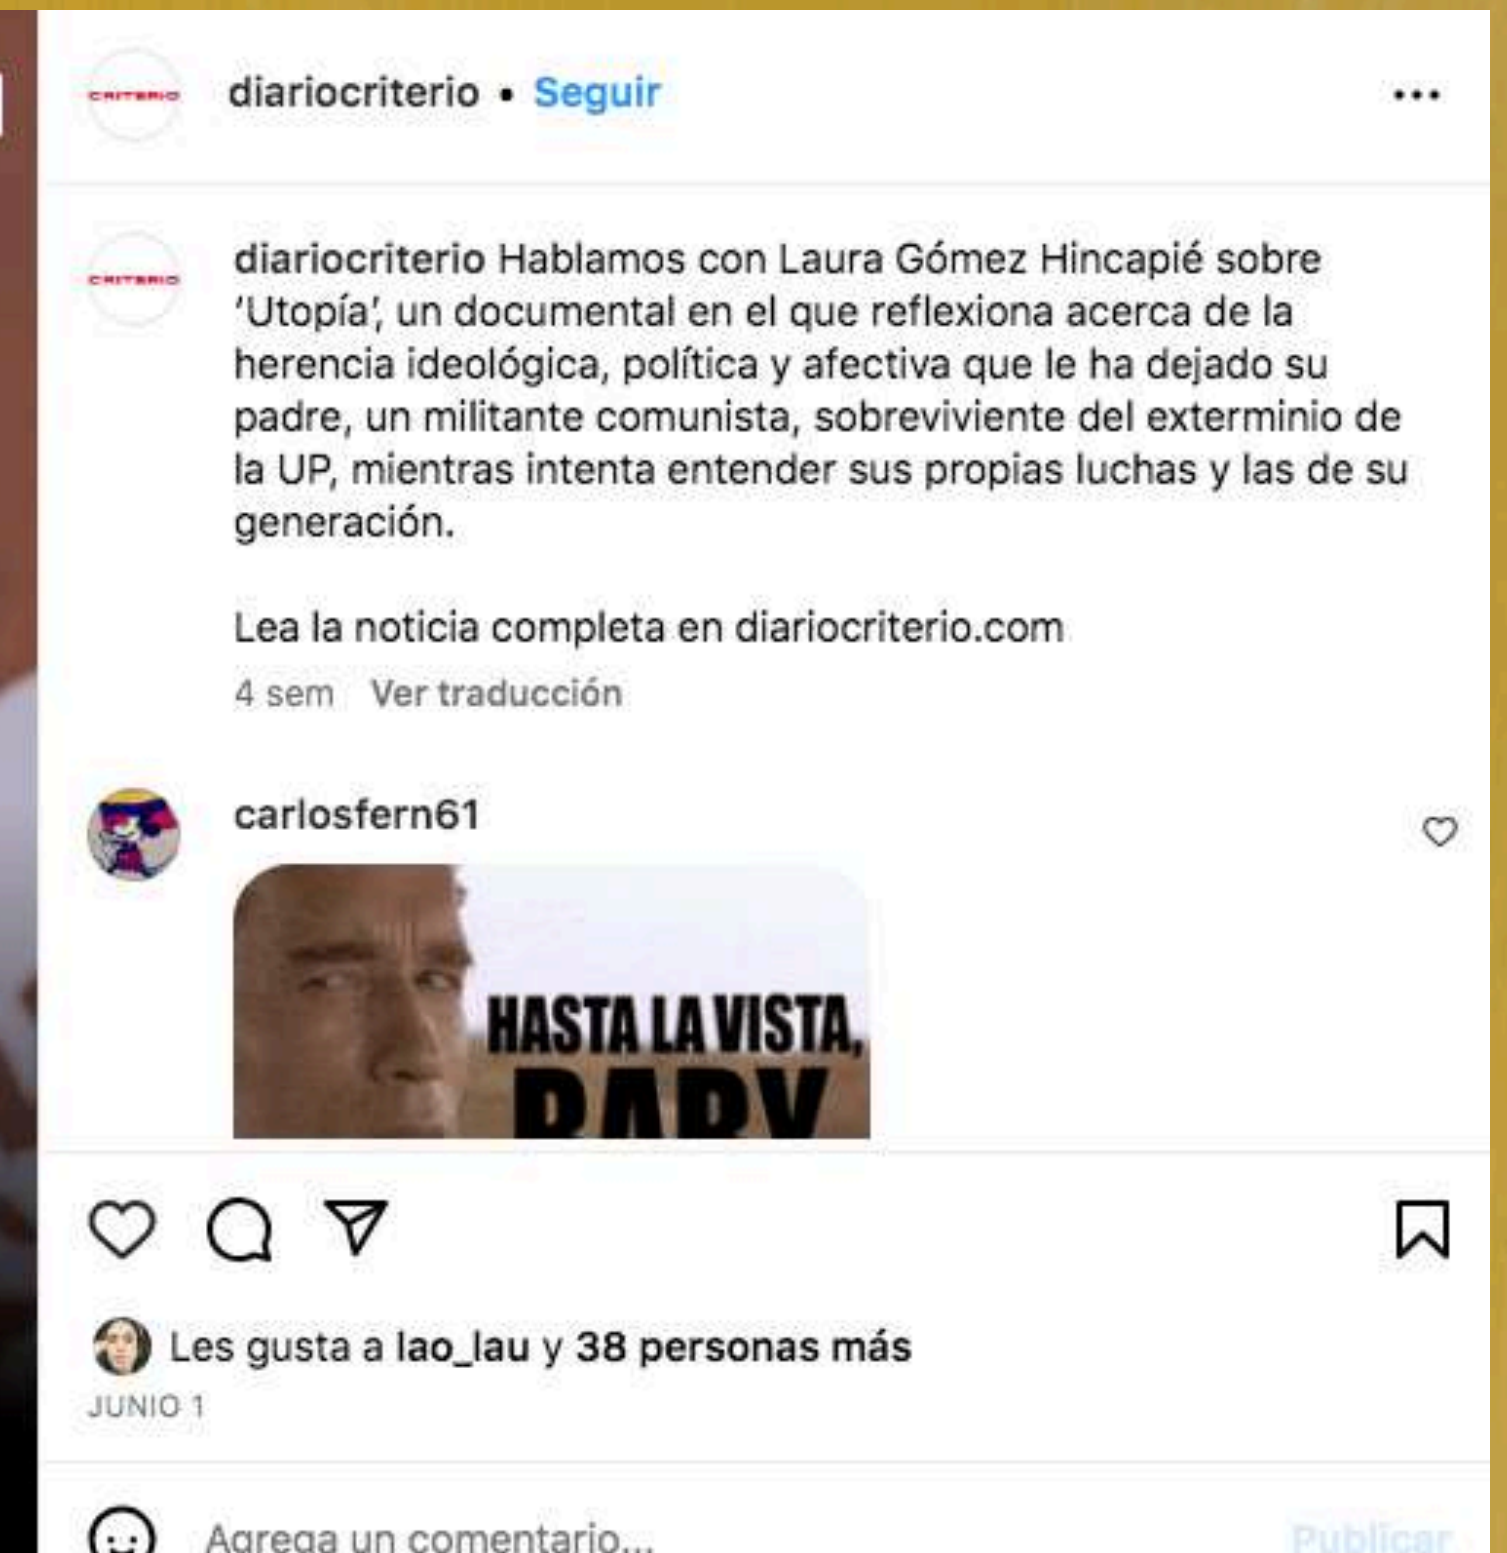 CRITERIO
diariocriterio • Seguir
CRITERIO
diariocriterio Hablamos con Laura Gómez Hincapié sobre
‘Utopía’, un documental en el que reflexiona acerca de la
herencia ideológica, política y afectiva que le ha dejado su
padre, un militante comunista, sobreviviente del exterminio de
la UP, mientras intenta entender sus propias luchas y las de su
generación.
Lea la noticia completa en diariocriterio.com
4 sem Ver traducción
carlosfern61
HASTA LA VISTA,
BABY
Les gusta a lao_lau y 38 personas más
JUNIO 1
Agrega un comentario...
Publicar